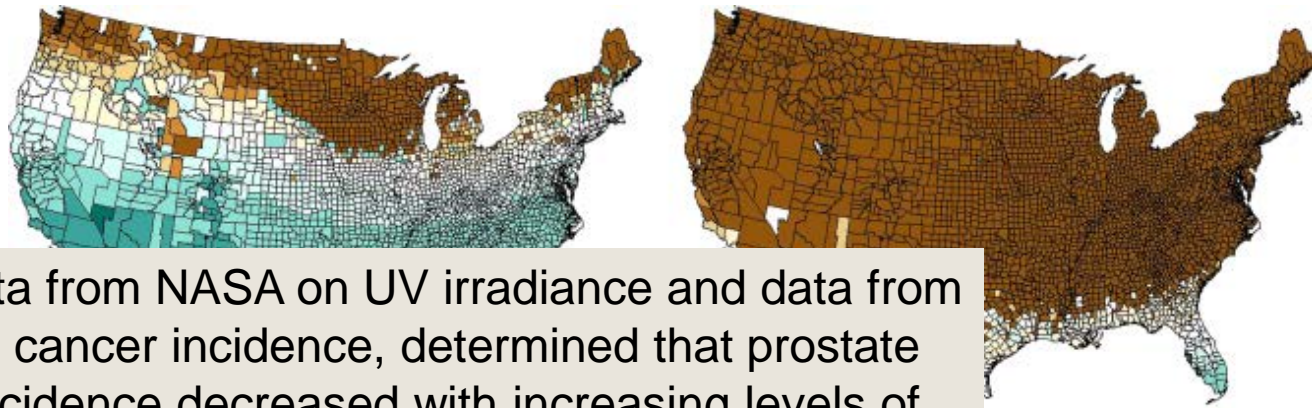 ta from NASA on UV irradiance and data from
cancer incidence, determined that prostate
cidence decreased with increasing levels of